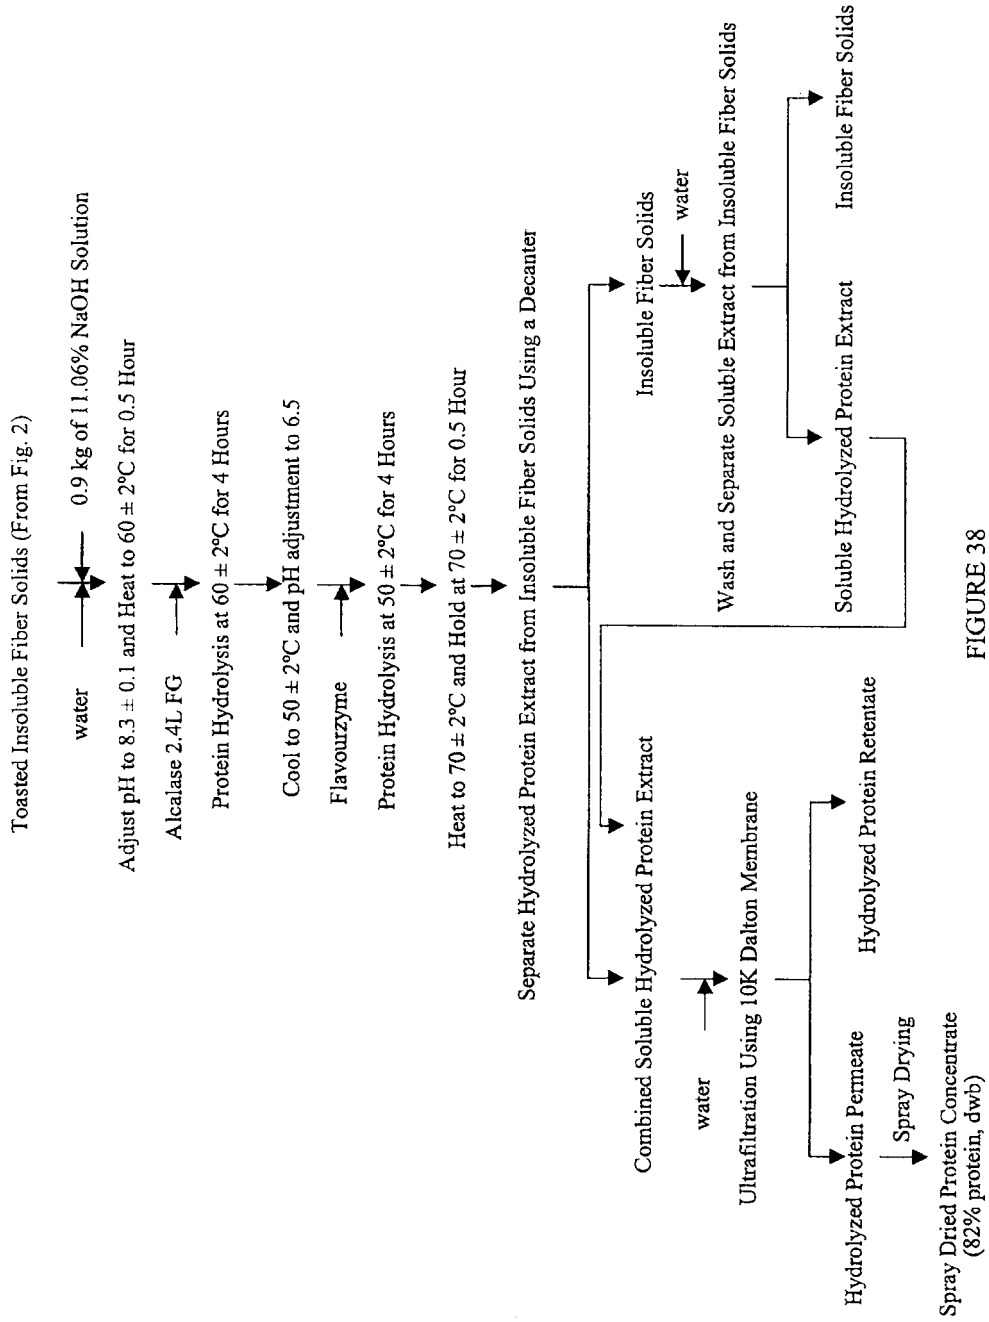 Toasted Insoluble Fiber Solids (From Fig. 2)
water
0.9 kg of 11.06% NaOH Solution
Adjust pH to 8.3 ± 0.1 and Heat to 60 ± 2°C for 0.5 Hour
Alcalase 2.4L FG
Protein Hydrolysis at 60 ± 2°C for 4 Hours
Cool to 50 ± 2°C and pH adjustment to 6.5
Flavourzyme
Protein Hydrolysis at 50 ± 2°C for 4 Hours
Heat to 70 ± 2°C and Hold at 70 ± 2°C for 0.5 Hour
Separate Hydrolyzed Protein Extract from Insoluble Fiber Solids Using a Decanter
Combined Soluble Hydrolyzed Protein Extract
Insoluble Fiber Solids
water
water
Ultrafiltration Using 10K Dalton Membrane
Wash and Separate Soluble Extract from Insoluble Fiber Solids
Hydrolyzed Protein Permeate
Hydrolyzed Protein Retentate
Soluble Hydrolyzed Protein Extract
Insoluble Fiber Solids
Spray Drying
Spray Dried Protein Concentrate
(82% protein, dwb)
FIGURE 38